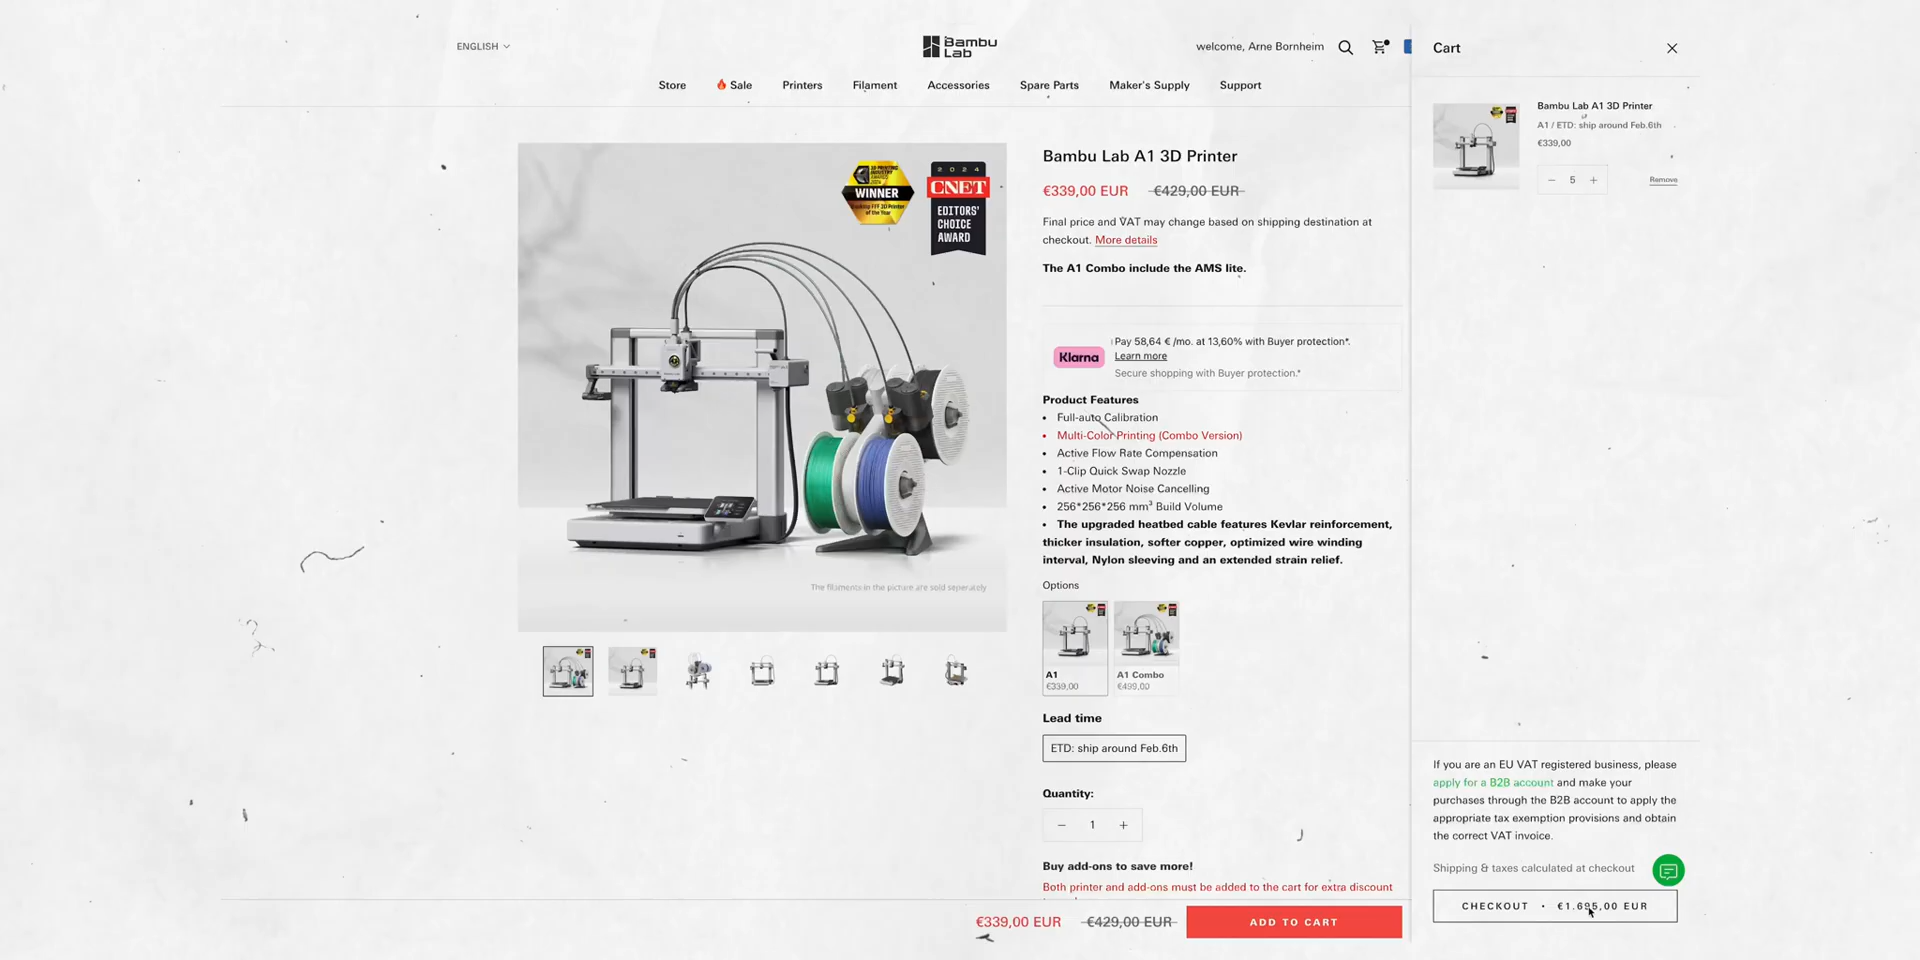 ENGLISH
Bambu
Lab
welcome, Arne Bornheim
Store
Sale
Printers
Filament
Accessories
Spare Parts
Maker's Supply
Support
WINNER
2024
CNET
EDITORS'
CHOICE
AWARD
The filaments in the picture are sold seperately
Bambu Lab A1 3D Printer
€339,00 EUR €429,00 EUR
Final price and VAT may change based on shipping destination at
checkout. More details
The A1 Combo include the AMS lite.
Klarna
Pay 58,64 € /mo. at 13,60% with Buyer protection*.
Learn more
Secure shopping with Buyer protection.*
Product Features
• Full-auto Calibration
• Multi-Color Printing (Combo Version)
• Active Flow Rate Compensation
• 1-Clip Quick Swap Nozzle
• Active Motor Noise Cancelling
• 256*256*256 mm³ Build Volume
• The upgraded heatbed cable features Kevlar reinforcement,
thicker insulation, softer copper, optimized wire winding
interval, Nylon sleeving and an extended strain relief.
Options
A1
€339,00
A1 Combo
€499,00
Lead time
ETD: ship around Feb.6th
Quantity:
− 1 +
Buy add-ons to save more!
Both printer and add-ons must be added to the cart for extra discount
€339,00 EUR €429,00 EUR
ADD TO CART
Cart
Bambu Lab A1 3D Printer
A1 / ETD: ship around Feb.6th
€339,00
− 5 +
Remove
If you are an EU VAT registered business, please
apply for a B2B account and make your
purchases through the B2B account to apply the
appropriate tax exemption provisions and obtain
the correct VAT invoice.
Shipping & taxes calculated at checkout
CHECKOUT • €1.695,00 EUR